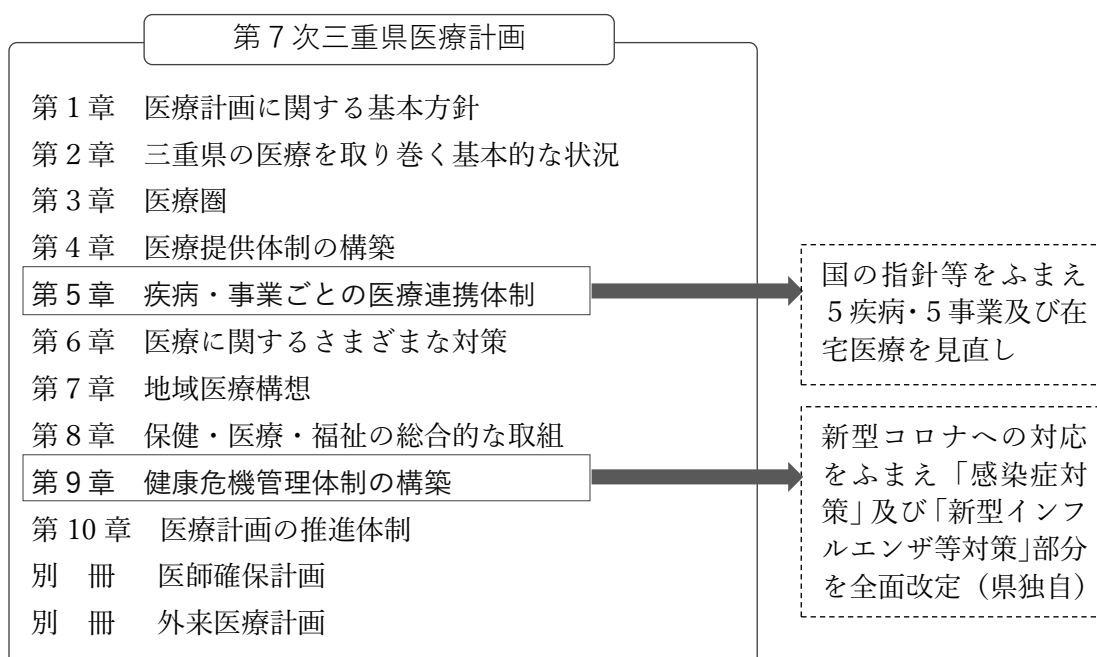 第7次三重県医療計画
第1章　医療計画に関する基本方針
第2章　三重県の医療を取り巻く基本的な状況
第3章　医療圏
第4章　医療提供体制の構築
第5章　疾病・事業ごとの医療連携体制
第6章　医療に関するさまざまな対策
第7章　地域医療構想
第8章　保健・医療・福祉の総合的な取組
第9章　健康危機管理体制の構築
第10章　医療計画の推進体制
別　冊　医師確保計画
別　冊　外来医療計画
国の指針等をふまえ
5疾病・5事業及び在
宅医療を見直し
新型コロナへの対応
をふまえ「感染症対
策」及び「新型インフ
ルエンザ等対策」部分
を全面改定（県独自）